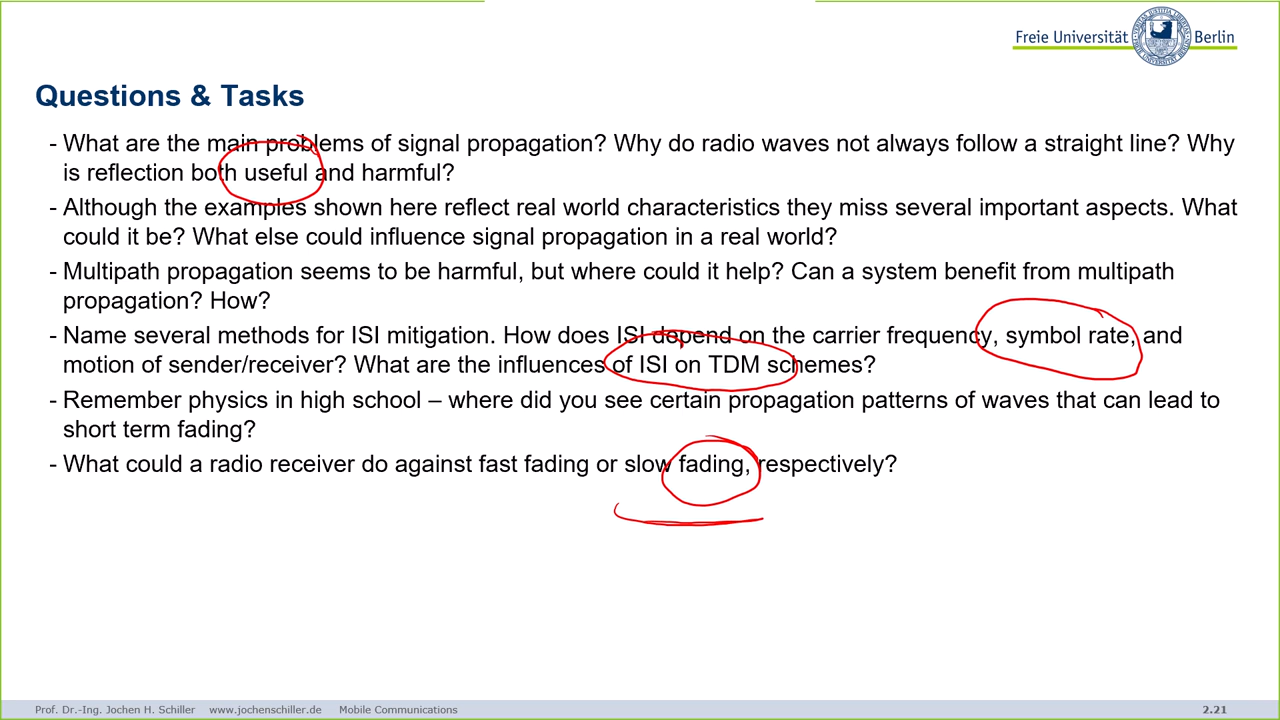 Freie Universität Berlin
Questions & Tasks
- What are the main problems of signal propagation? Why do radio waves not always follow a straight line? Why
is reflection both useful and harmful?
- Although the examples shown here reflect real world characteristics they miss several important aspects. What
could it be? What else could influence signal propagation in a real world?
- Multipath propagation seems to be harmful, but where could it help? Can a system benefit from multipath
propagation? How?
- Name several methods for ISI mitigation. How does ISI depend on the carrier frequency, symbol rate, and
motion of sender/receiver? What are the influences of ISI on TDM schemes?
- Remember physics in high school – where did you see certain propagation patterns of waves that can lead to
short term fading?
- What could a radio receiver do against fast fading or slow fading, respectively?
Prof. Dr.-Ing. Jochen H. Schiller www.jochenschiller.de Mobile Communications 2.21